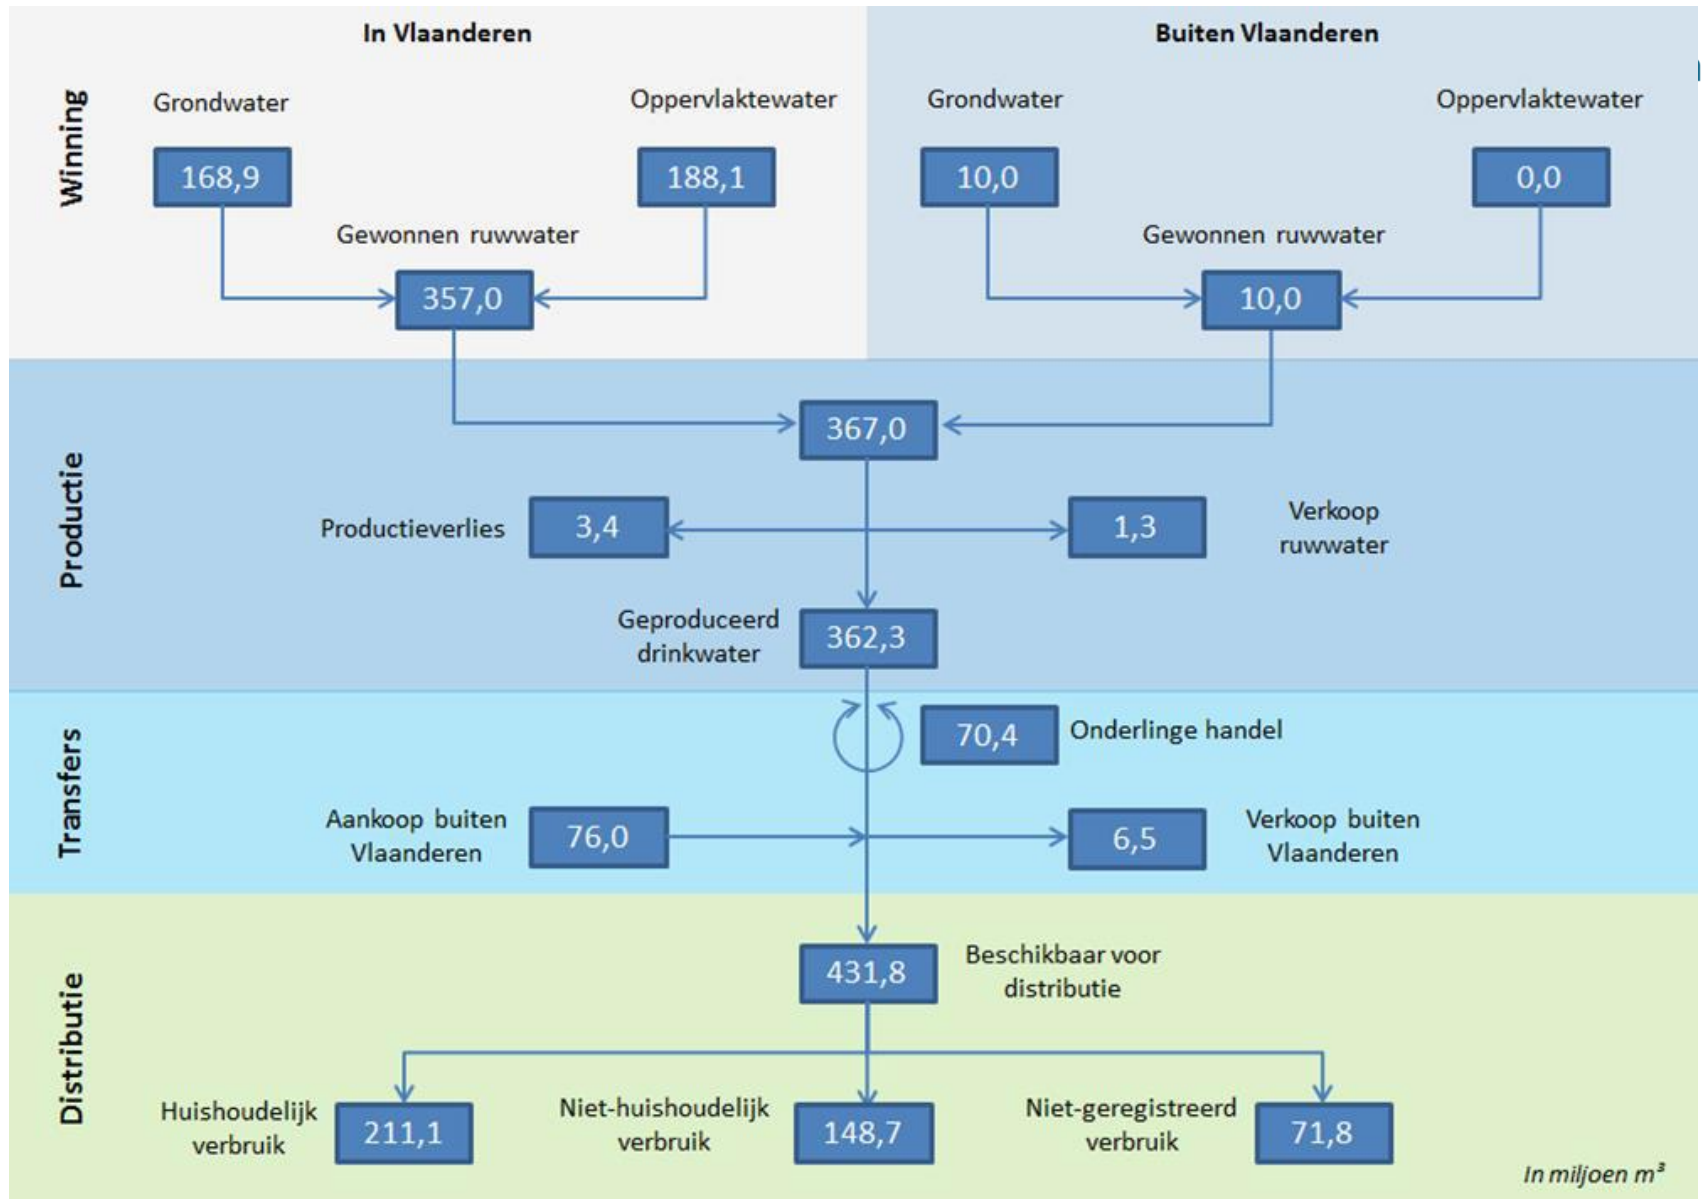 In Vlaanderen
Buiten Vlaanderen
Winning
Grondwater
Oppervlaktewater
Grondwater
Oppervlaktewater
168,9
188,1
10,0
0,0
Gewonnen ruwwater
Gewonnen ruwwater
357,0
10,0
Productie
367,0
Productieverlies
3,4
1,3
Verkoop
ruwwater
Geproduceerd
drinkwater
362,3
Transfers
70,4
Onderlinge handel
Aankoop buiten
Vlaanderen
76,0
6,5
Verkoop buiten
Vlaanderen
Distributie
431,8
Beschikbaar voor
distributie
Huishoudelijk
verbruik
211,1
Niet-huishoudelijk
verbruik
148,7
Niet-geregistreerd
verbruik
71,8
In miljoen m³